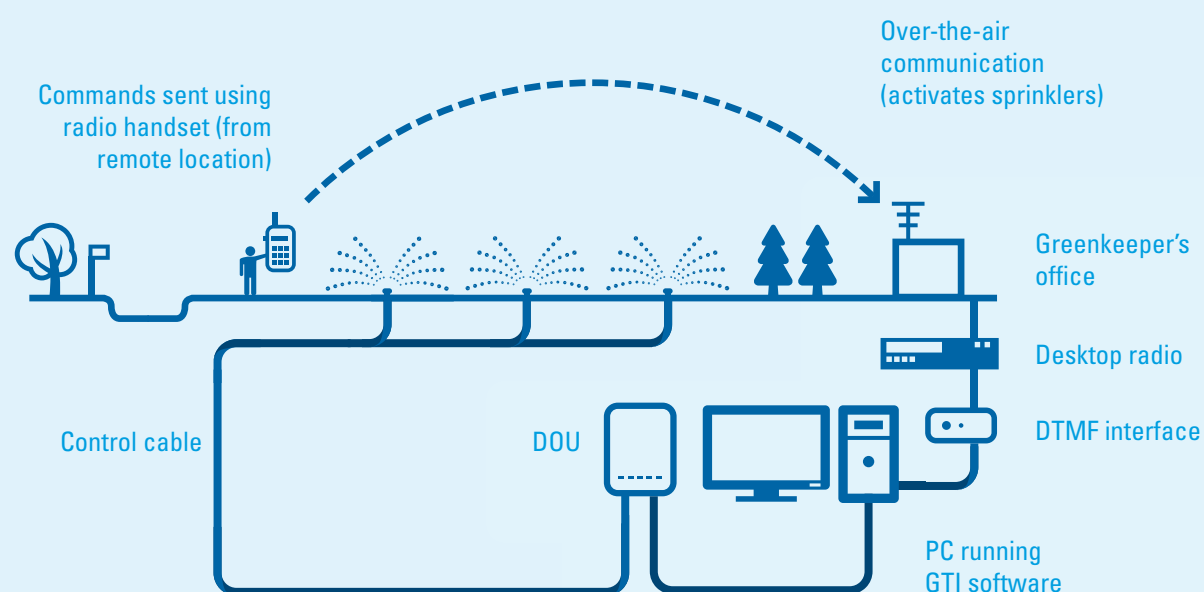 Over-the-air
communication
(activates sprinklers)
Commands sent using
radio handset (from
remote location)
Greenkeeper's
office
Desktop radio
Control cable
DOU
DTMF interface
PC running
GTI software